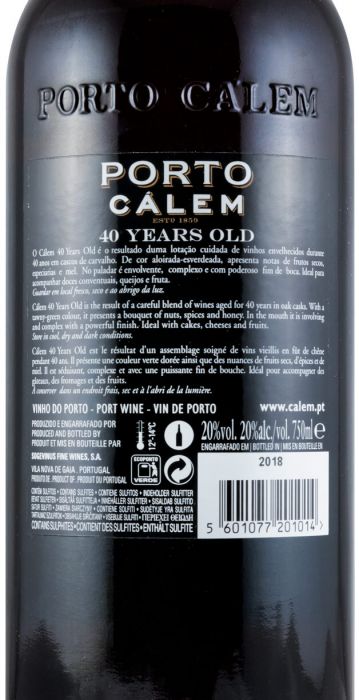 PORTO CALEM
PORTO
CÁLEM
ESTD 1859
40 YEARS OLD
O Cálem 40 Years Old é o resultado duma lotação cuidada de vinhos envelhecidos durante
40 anos em cascos de carvalho. De cor aloirada-esverdeada, apresenta notas de frutos secos,
especiarias e mel. No paladar é envolvente, complexo e com poderoso fim de boca. Ideal para
acompanhar doces conventuais, queijos e fruta.
Guardar em local fresco, seco e ao abrigo da luz.
Cálem 40 Years Old is the result of a careful blend of wines aged for 40 years in oak casks. With a
tawny-green colour, it presents a bouquet of nuts, spices and honey. In the mouth it is involving
and complex with a powerful finish. Ideal with cakes, cheeses and fruits.
Store in cool, dry and dark conditions.
Cálem 40 Years Old est le résultat d'un assemblage soigné de vins vieillis en fût de chêne
pendant 40 ans. Il présente une couleur verte dorée ainsi que des nuances de fruits secs, d'épices et de
miel. Il est séduisant, complexe et avec une puissante fin de bouche. Idéal pour accompagner des
gâteaux, des fromages et des fruits.
A conserver dans un endroit frais, sec et à l'abri de la lumière.
VINHO DO PORTO - PORT WINE - VIN DE PORTO
www.calem.pt
PRODUZIDO E ENGARRAFADO POR
PRODUCED AND BOTTLED BY
PRODUIT ET MIS EN BOUTEILLE PAR
SOGEVINUS FINE WINES, S.A.
VILA NOVA DE GAIA . PORTUGAL
PRODUTO DE PORTUGAL . PRODUCT OF PORTUGAL
12°-14°C
ECOPONTO
VERDE
20%vol. 20%alc./vol. 750ml e
ENGARRAFADO EM | BOTTLED IN | MIS EN BOUTEILLE EN
2018
CONTÉM SULFITOS - CONTAINS SULFITES - INDEHOLDER SULFITTER
SISALDAB SULFITEID
CONTAINS SULPHITES - CONTIENT DES SULFITES - ENTHÄLT SULFITE
5 601077 201014